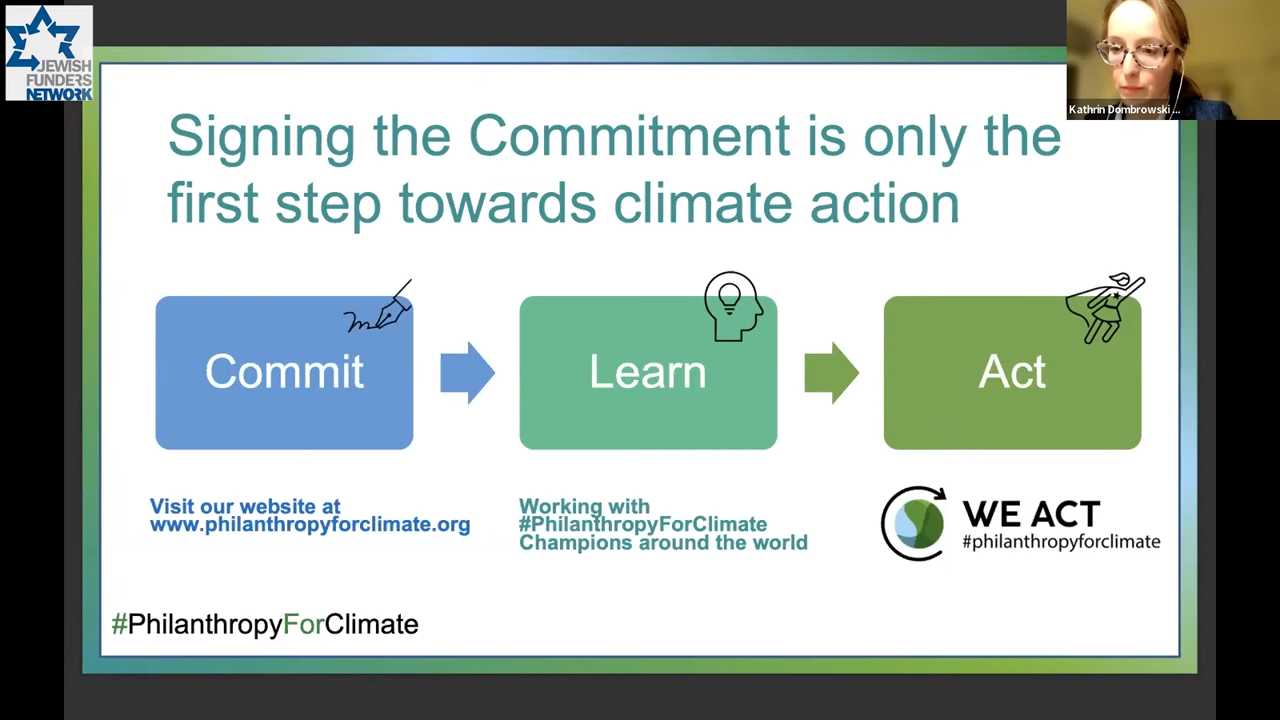 JEWISH
FUNDERS
NETWORK
Kathrin Dombrowski ...
Signing the Commitment is only the
first step towards climate action
Commit
Learn
Act
Visit our website at
www.philanthropyforclimate.org
Working with
#PhilanthropyForClimate
Champions around the world
WE ACT
#philanthropyforclimate
#PhilanthropyForClimate